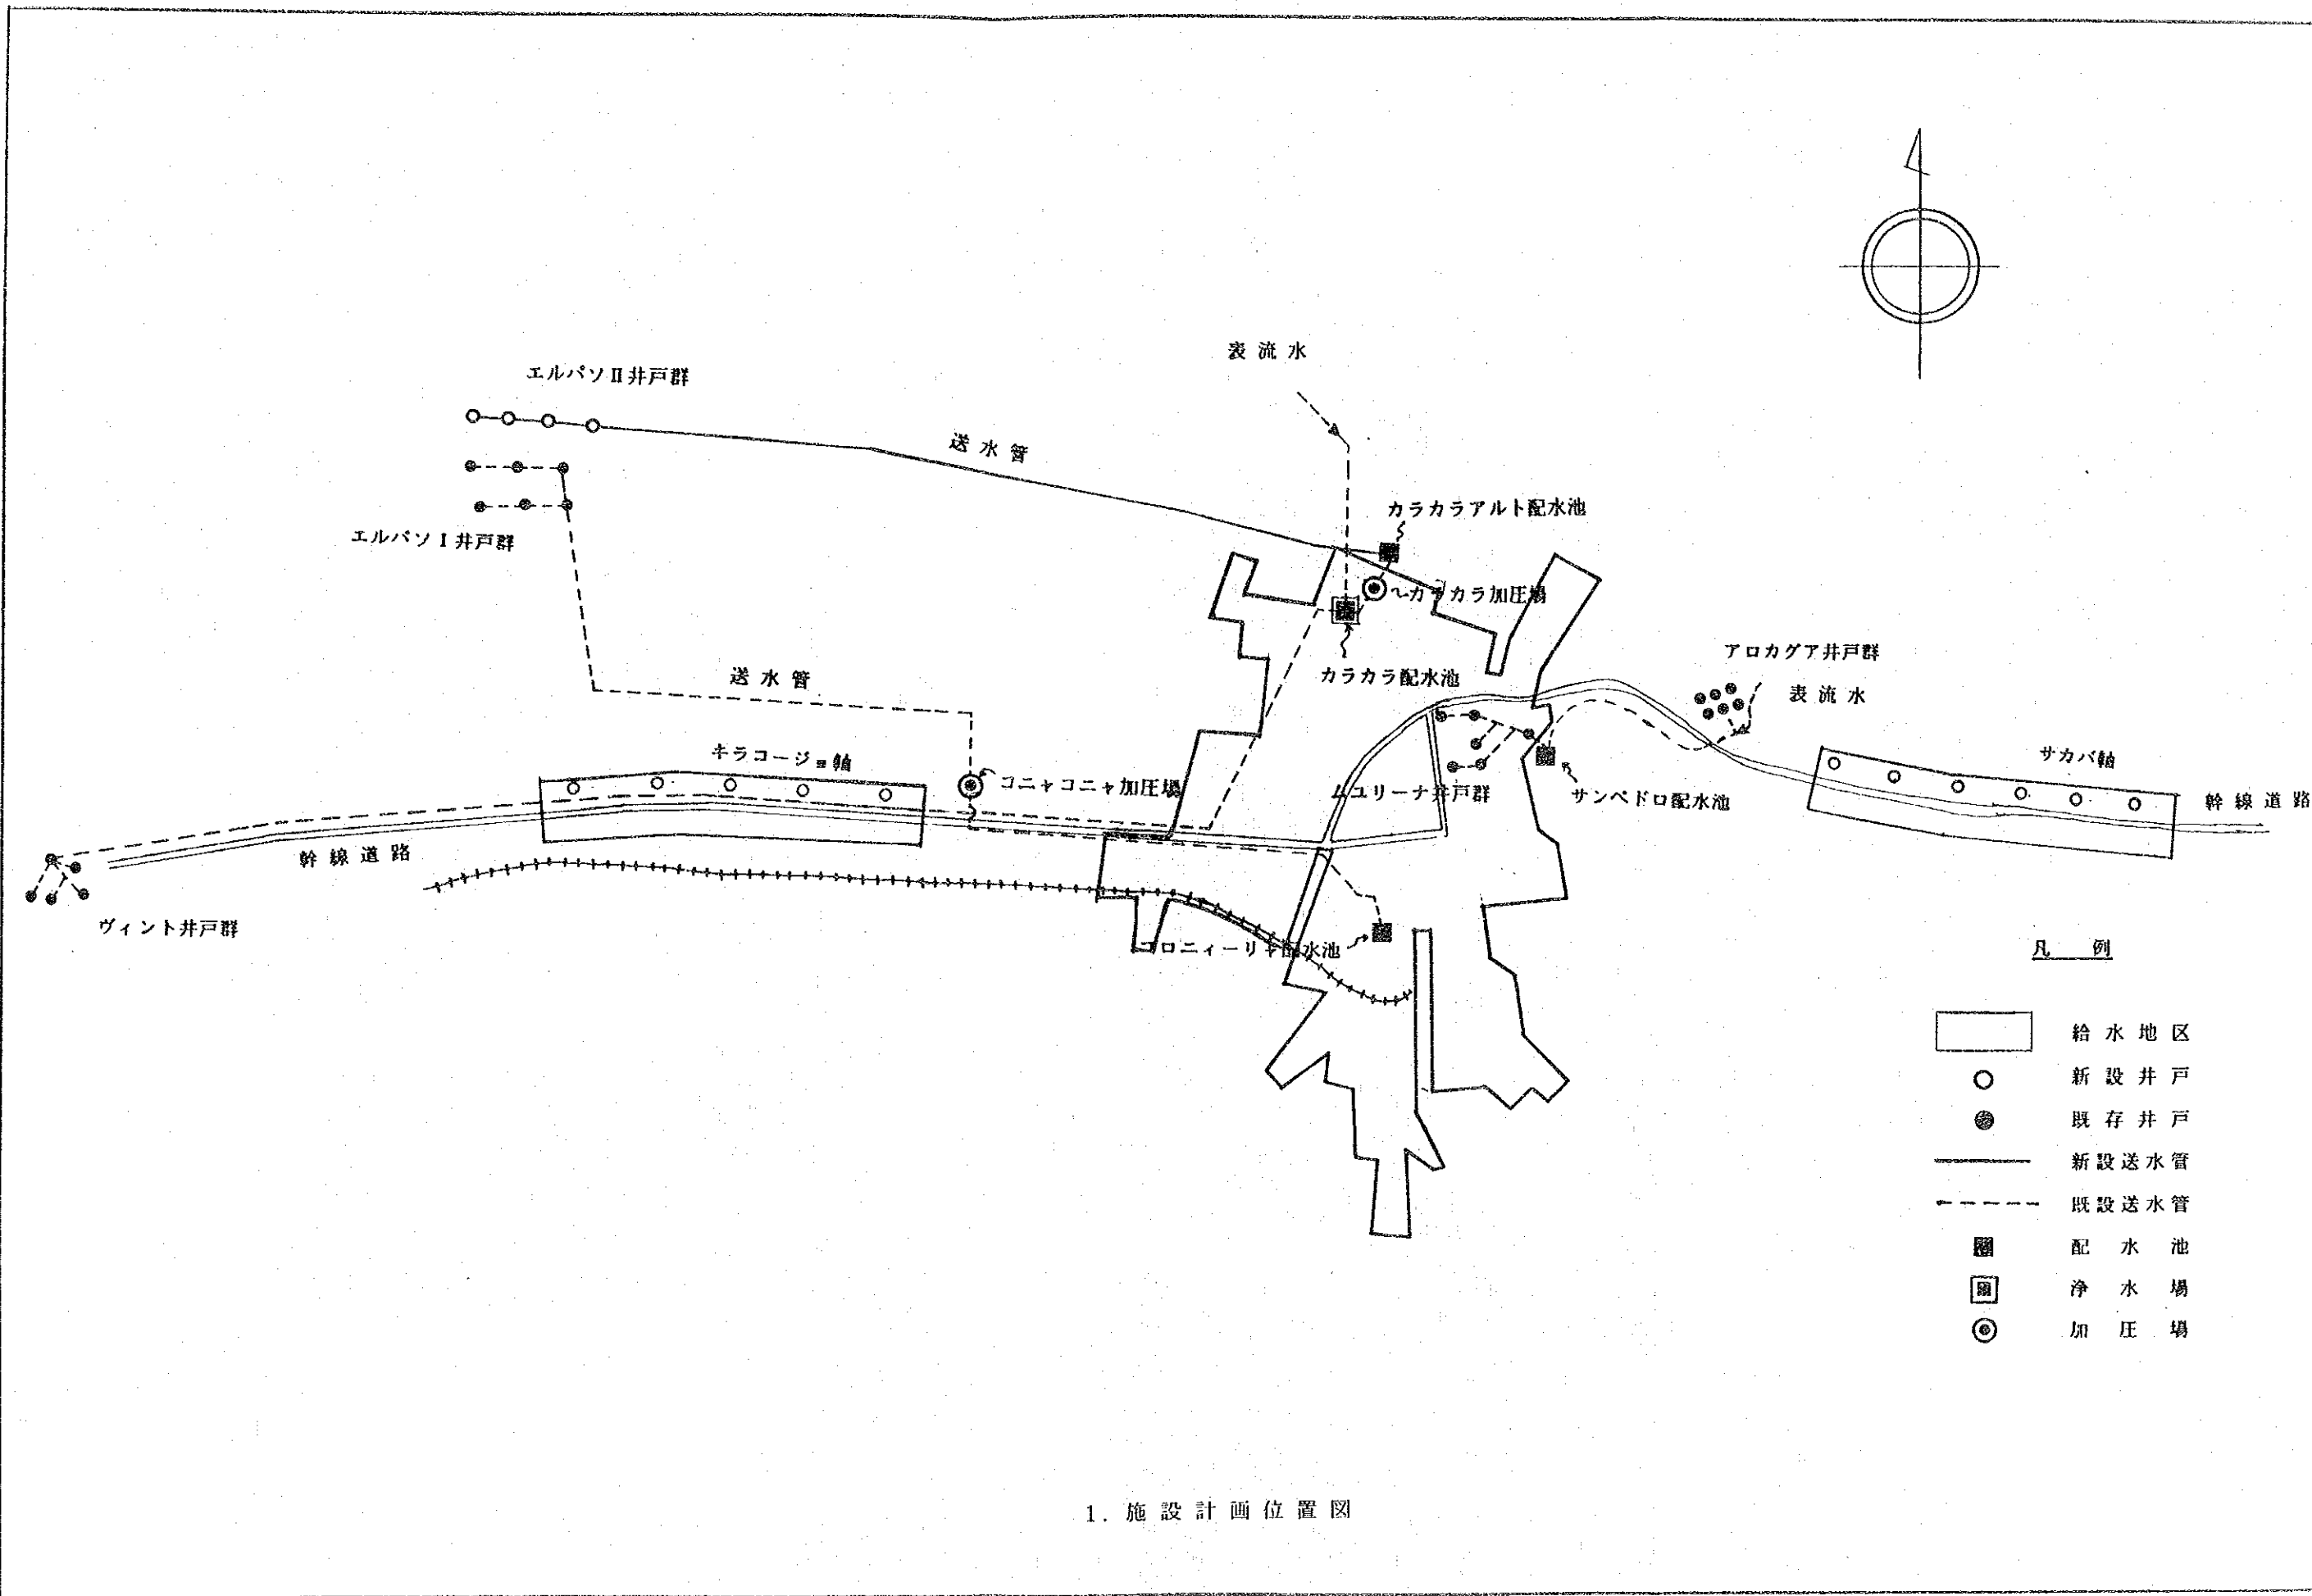 表流水
エルパソⅡ井戸群
送水管
カラカラアルト配水池
エルパソⅠ井戸群
カラカラ加圧場
アロカグア井戸群
カラカラ配水池
送水管
表流水
キラコージョ軸
サカバ軸
コニャコニャ加圧場
ムユリーナ井戸群
サンペドロ配水池
幹線道路
幹線道路
ヴィント井戸群
コロニィーリャ配水池
凡例
給水地区
新設井戸
既存井戸
新設送水管
既設送水管
配水池
浄水場
加圧場
1. 施設計画位置図